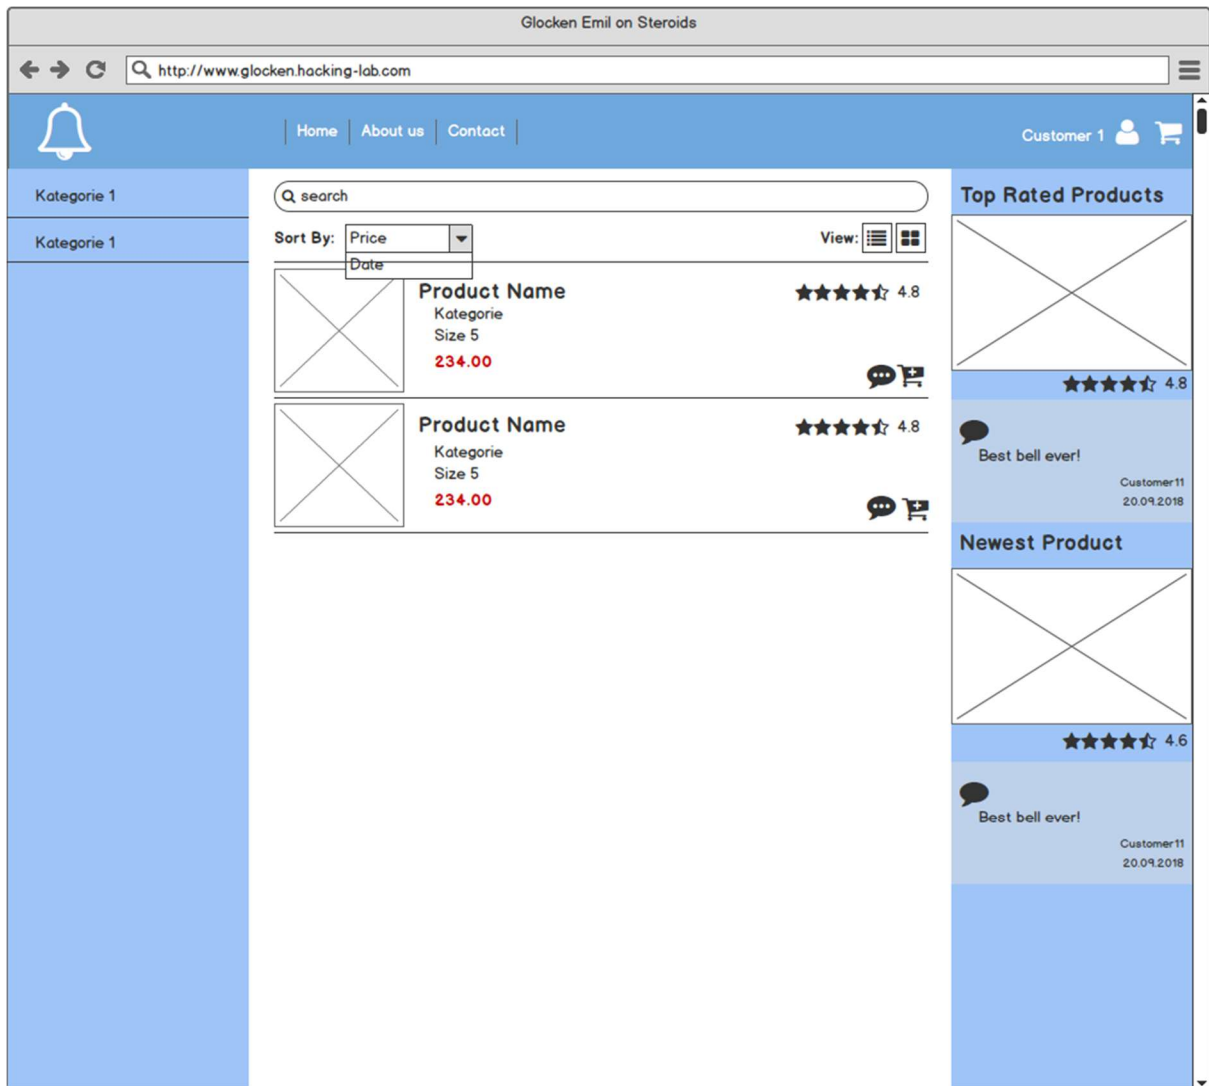 Glocken Emil on Steroids
http://www.glocken.hacking-lab.com
Home About us Contact
Customer 1
Kategorie 1
Kategorie 1
search
Sort By: Price
Date
View:
Product Name
4.8
Kategorie
Size 5
234.00
Product Name
4.8
Kategorie
Size 5
234.00
Top Rated Products
4.8
Best bell ever!
Customer11
20.09.2018
Newest Product
4.6
Best bell ever!
Customer11
20.09.2018